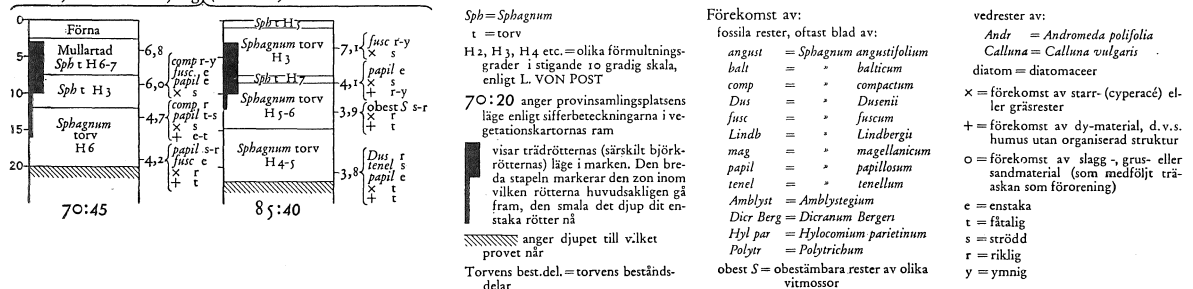 0
5
10
15
20
Förna
Mullartad
Sph t H 6-7
Sph t H 3
Sphagnum
torv
H 6
6,8
6,0
4,7
4,2
comp r-y
fusc. e
papil e
× s
comp, r
papil t-s
× s
+ e-t
papil s-r
fusc e
× r
+ t
70:45
Sph t H 3
Sphagnum torv
H 3
Sph t H 7
Sphagnum torv
H 5-6
Sphagnum torv
H 4-5
7,1
4,1
3,9
3,8
fusc r-y
× s
papil e
× s
+ r-y
obest S s-r
× r
+ t
Dus, r
tenel s
papil e
× t
+ t
85:40
Sph=Sphagnum
t =torv
H 2, H 3, H 4 etc.=olika förmultnings-
grader i stigande 10 gradig skala,
enligt L. VON POST
70:20 anger provinsamlingsplatsens
läge enligt sifferbeteckningarna i ve-
getationskartornas ram
visar trädrötternas (särskilt björk-
rötternas) läge i marken. Den bre-
da stapeln markerar den zon inom
vilken rötterna huvudsakligen gå
fram, den smala det djup dit en-
staka rötter nå
anger djupet till vilket
provet når
Torvens best.del.=torvens bestånds-
delar
Förekomst av:
fossila rester, oftast blad av:
angust = Sphagnum angustifolium
balt = » balticum
comp = » compactum
Dus = » Dusenii
fusc = » fuscum
Lindb = » Lindbergii
mag = » magellanicum
papil = » papillosum
tenel = » tenellum
Amblyst =Amblystegium
Dicr Berg =Dicranum Bergeri
Hyl par =Hylocomium parietinum
Polytr =Polytrichum
obest S=obestämbara rester av olika
vitmossor
vedrester av:
Andr =Andromeda polifolia
Calluna=Calluna vulgaris
diatom=diatomaceer
×=förekomst av starr- (cyperacé) el-
ler gräsrester
+=förekomst av dy-material, d.v.s.
humus utan organiserad struktur
o=förekomst av slagg-, grus- eller
sandmaterial (som medföljt trä-
askan som förorening)
e=enstaka
t=fåtalig
s=strödd
r=riklig
y=ymnig